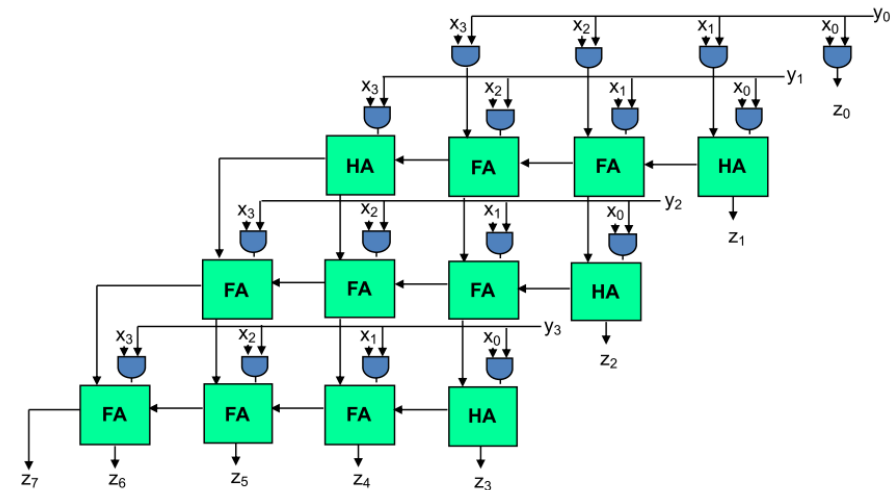 x₃ x₂ x₁ x₀ y₀
x₃ x₂ x₁ x₀ y₁
z₀
HA FA FA HA
x₃ x₂ x₁ x₀ y₂
z₁
FA FA FA HA
x₃ x₂ x₁ x₀ y₃
z₂
FA FA FA HA
z₇ z₆ z₅ z₄ z₃